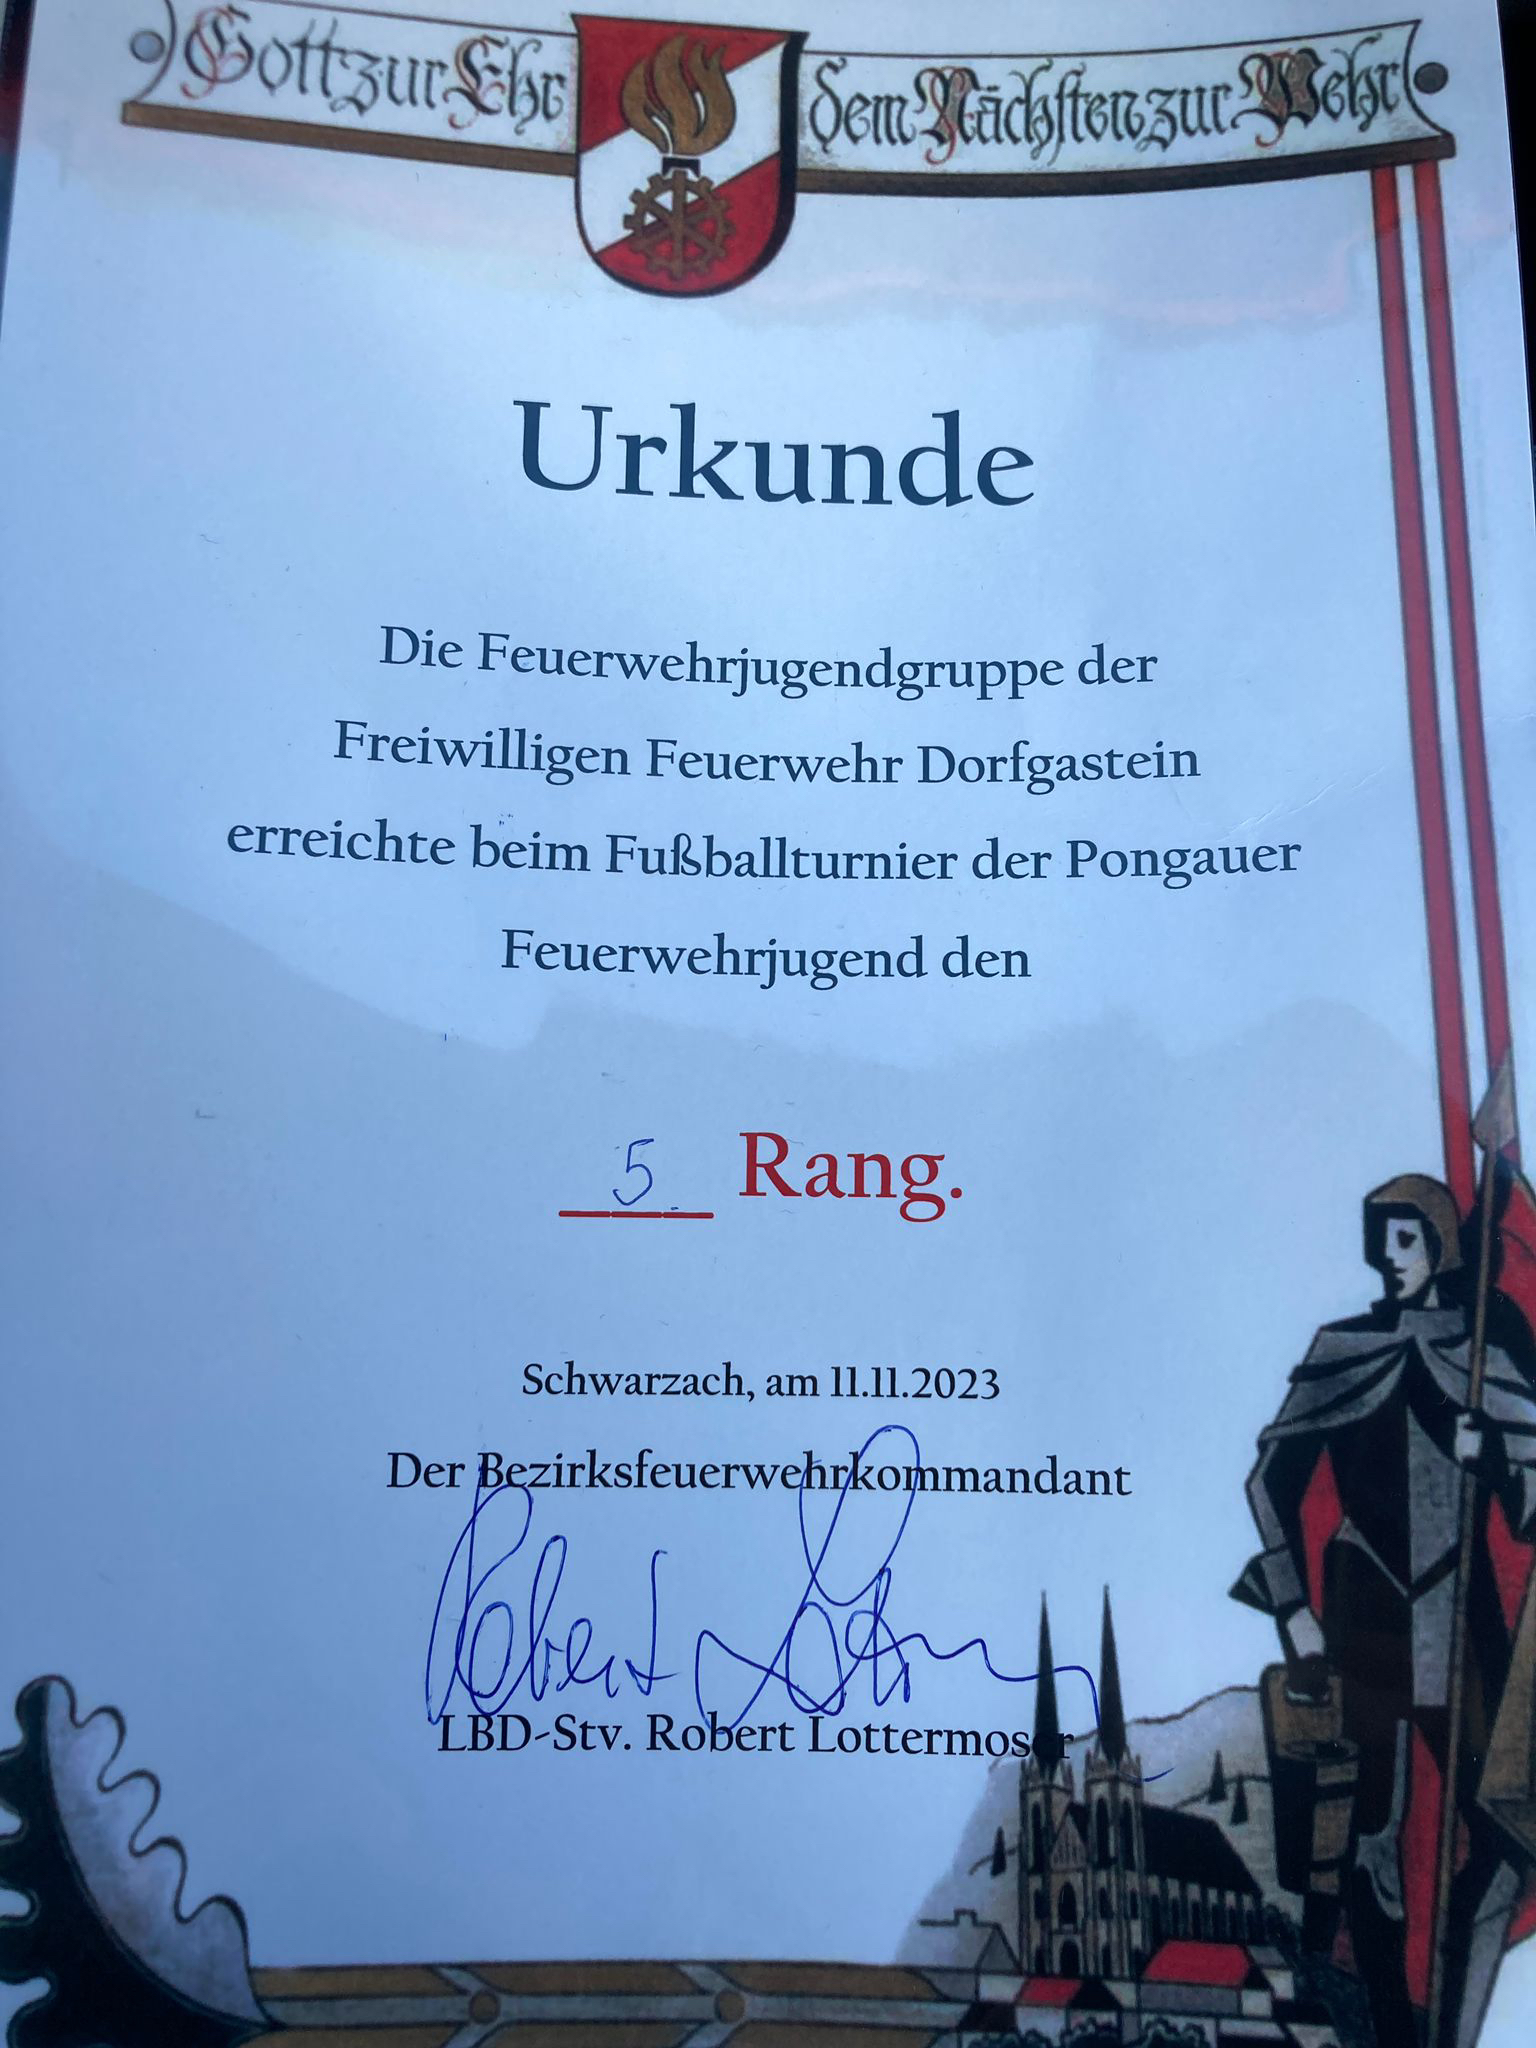 Gott zur Ehr dem Nächsten zur Wehr
Urkunde
Die Feuerwehrjugendgruppe der
Freiwilligen Feuerwehr Dorfgastein
erreichte beim Fußballturnier der Pongauer
Feuerwehrjugend den
5. Rang.
Schwarzach, am 11.11.2023
Der Bezirksfeuerwehrkommandant
LBD-Stv. Robert Lottermoser